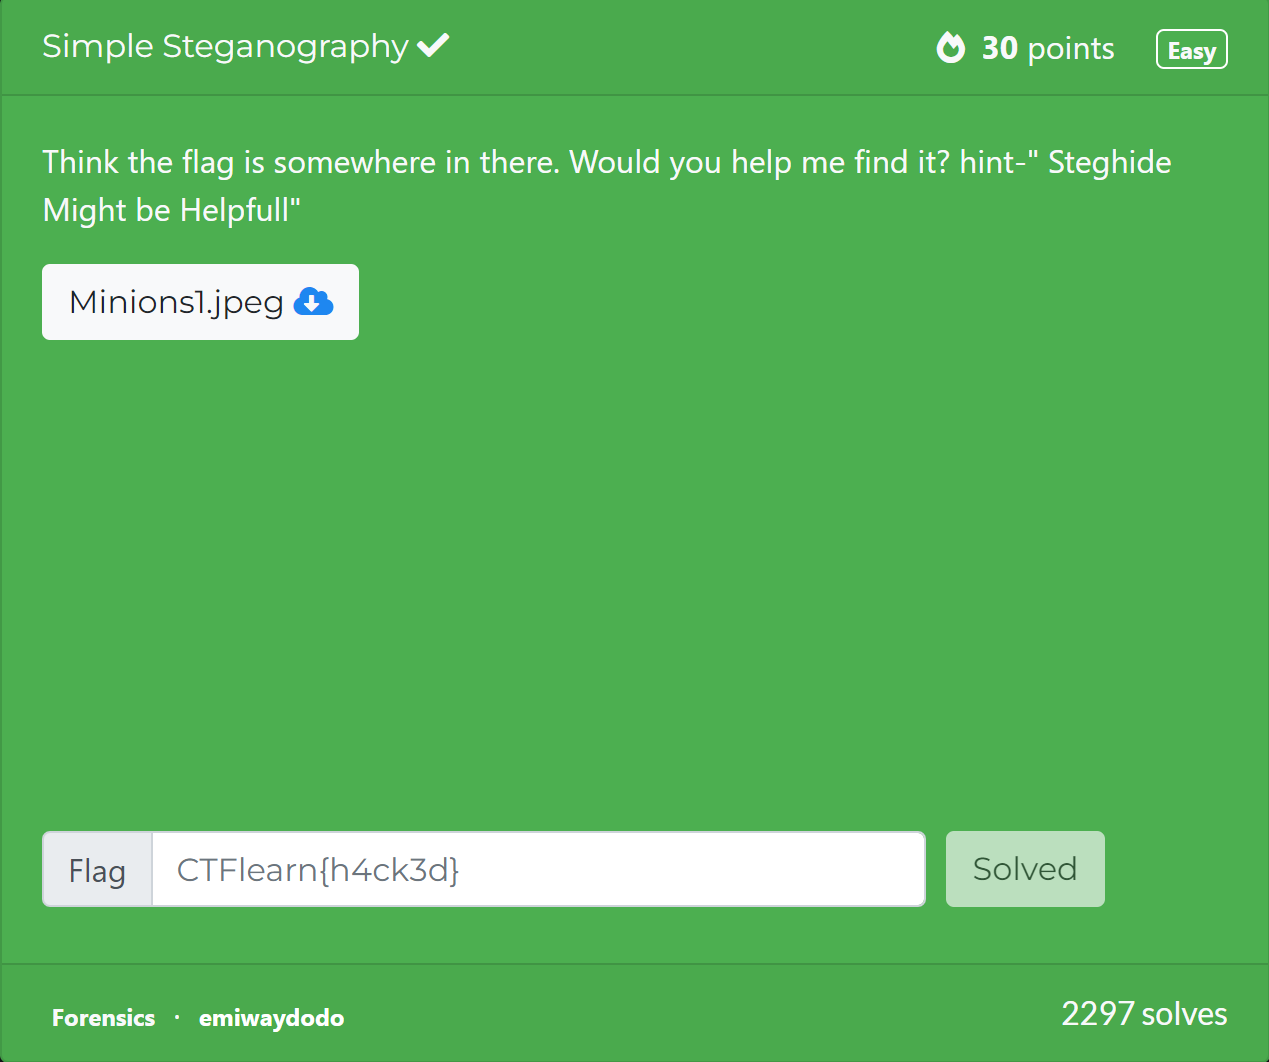 Simple Steganography
30 points
Easy
Think the flag is somewhere in there. Would you help me find it? hint-" Steghide
Might be Helpfull"
Minions1.jpeg
Flag
CTFlearn{h4ck3d}
Solved
Forensics · emiwaydodo
2297 solves